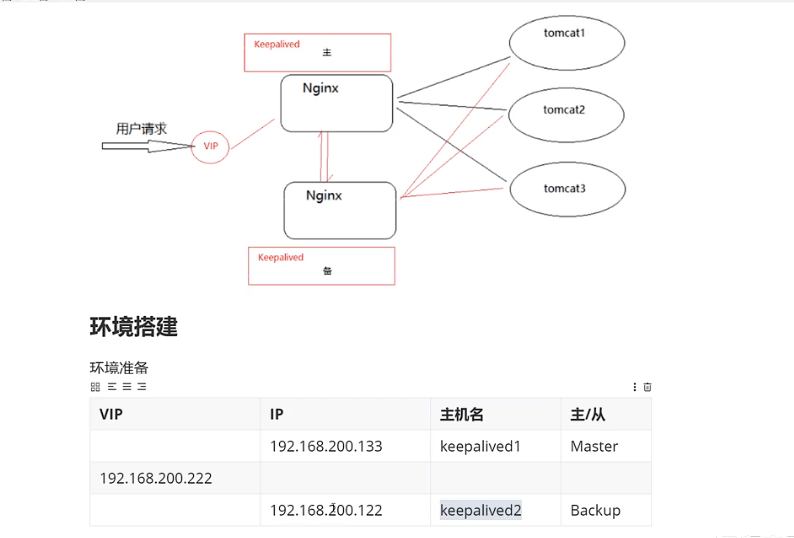 Keepalived
主
Nginx
tomcat1
tomcat2
tomcat3
用户请求
VIP
Nginx
Keepalived
备
环境搭建
环境准备
VIP IP 主机名 主/从
192.168.200.133 keepalived1 Master
192.168.200.222
192.168.200.122 keepalived2 Backup